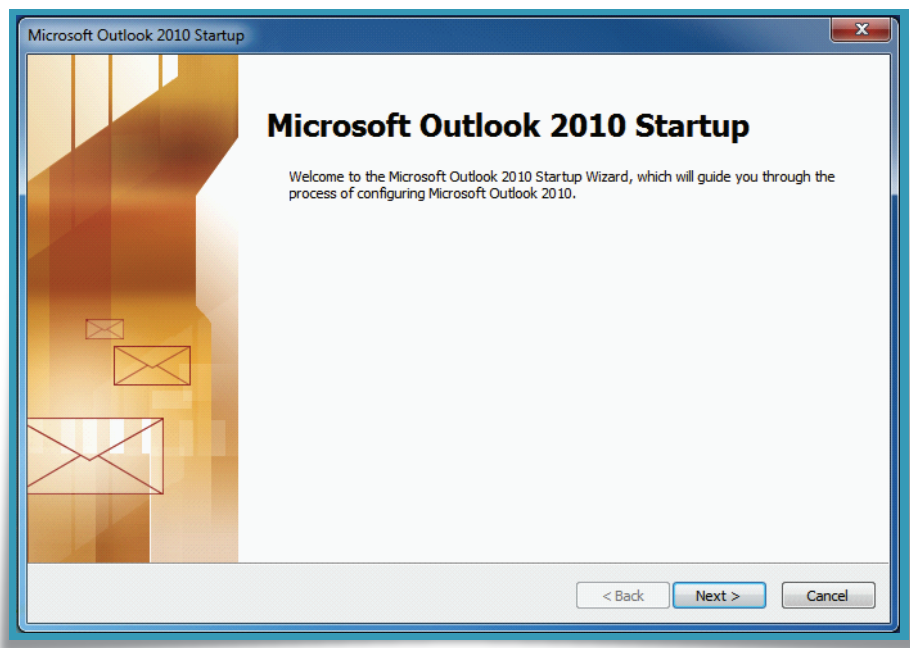 Microsoft Outlook 2010 Startup
Microsoft Outlook 2010 Startup
Welcome to the Microsoft Outlook 2010 Startup Wizard, which will guide you through the
process of configuring Microsoft Outlook 2010.
< Back Next > Cancel